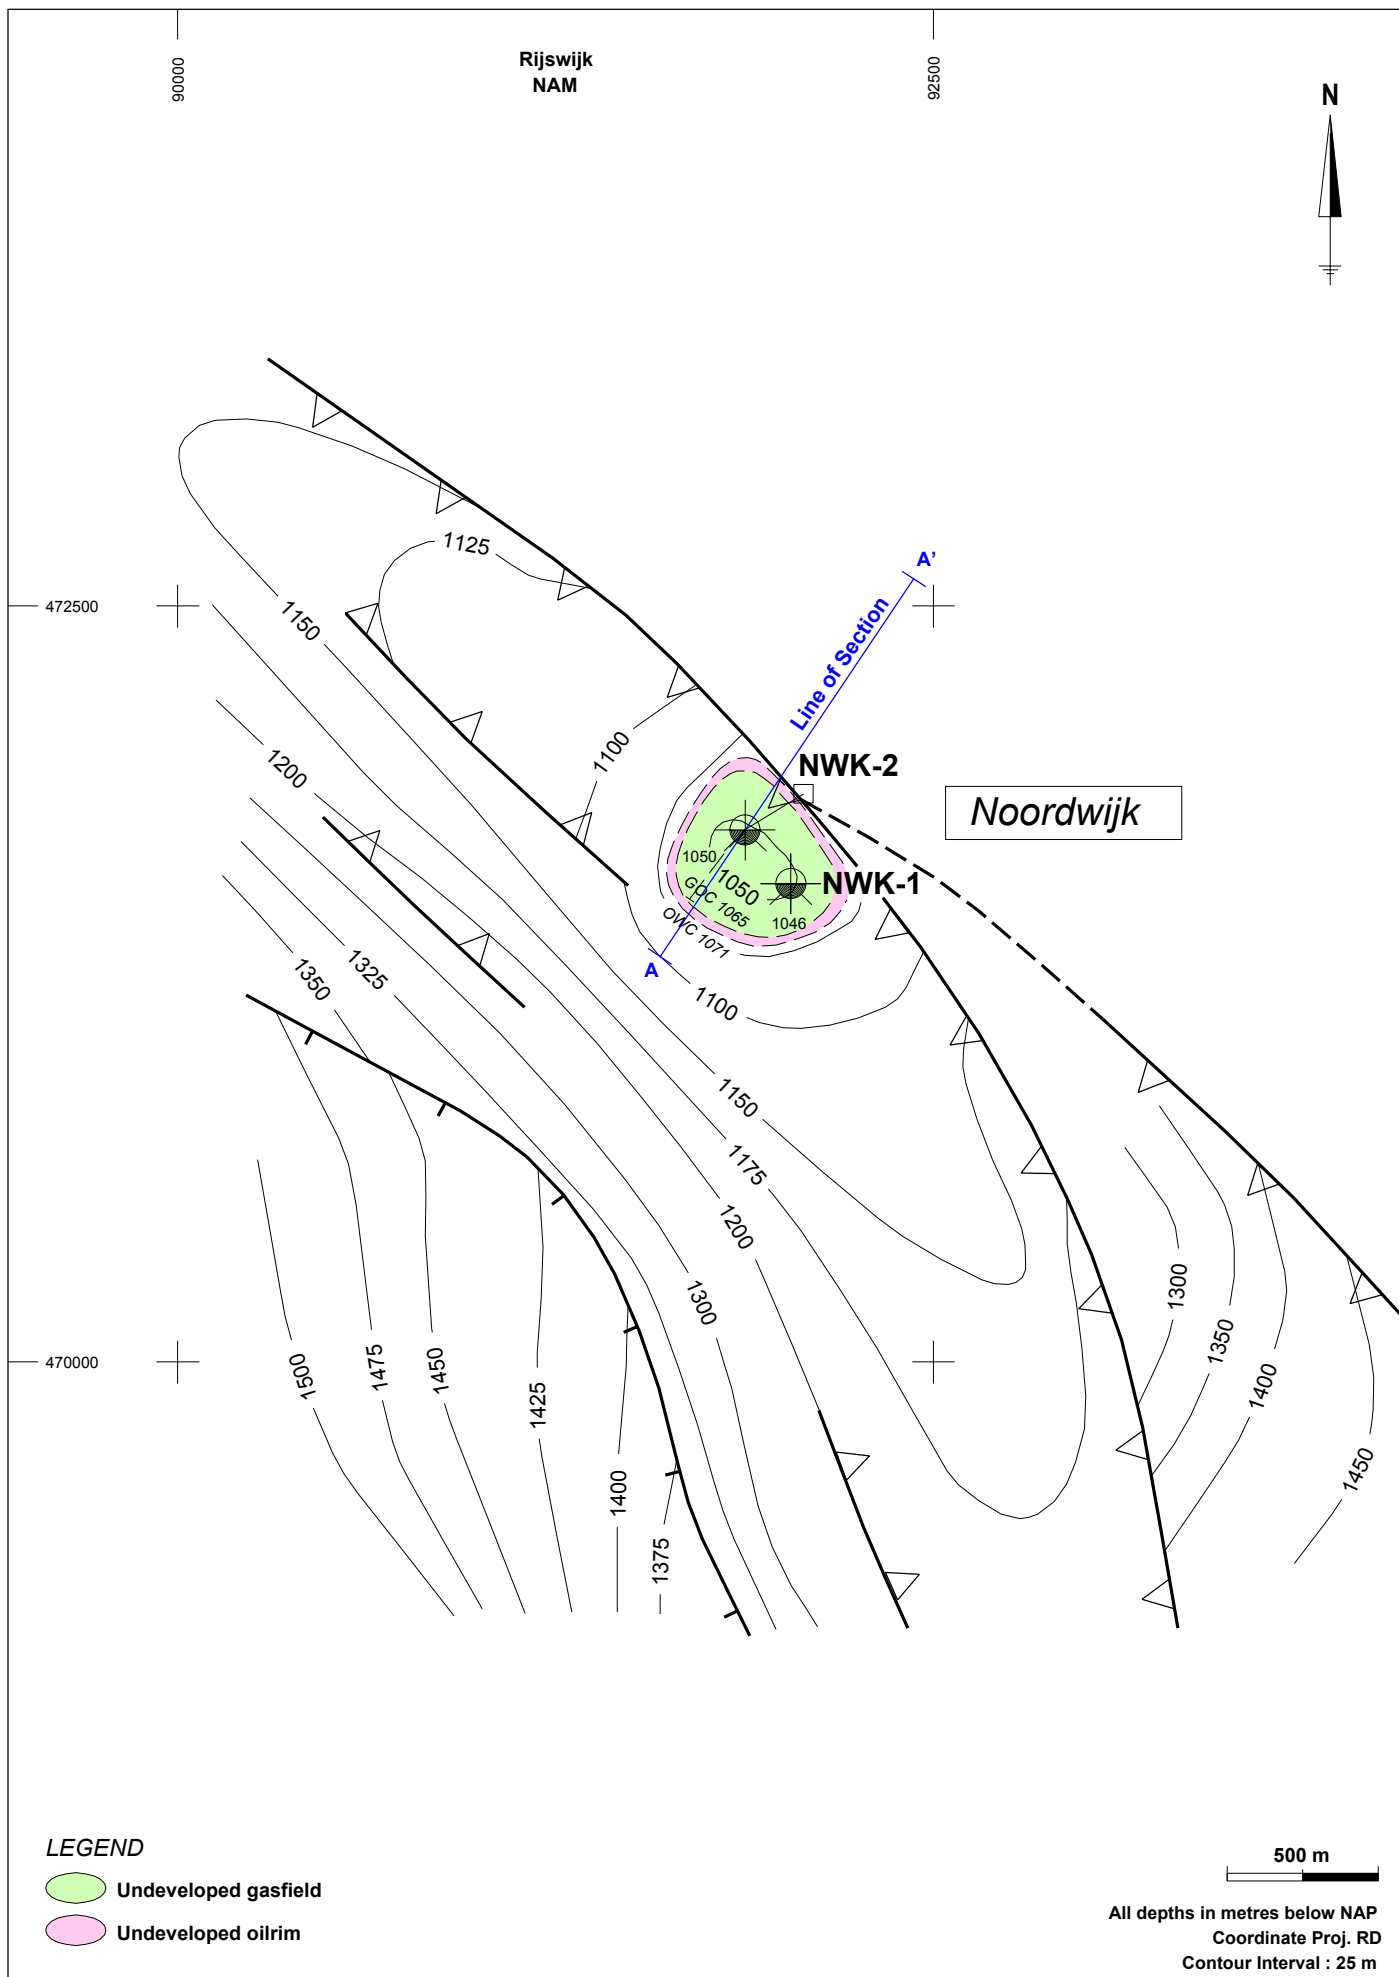 90000
Rijswijk
NAM
92500
N
1125
A’
472500
1150
Line of Section
1100
1200
NWK-2
Noordwijk
1050
1050
NWK-1
GOC 1065
1046
OWC 1071
1325
1350
A
1100
1150
1175
1200
1300
1300
1350
470000
1500
1475
1450
1425
1400
1400
1450
1375
LEGEND
Undeveloped gasfield
Undeveloped oilrim
500 m
All depths in metres below NAP
Coordinate Proj. RD
Contour Interval : 25 m